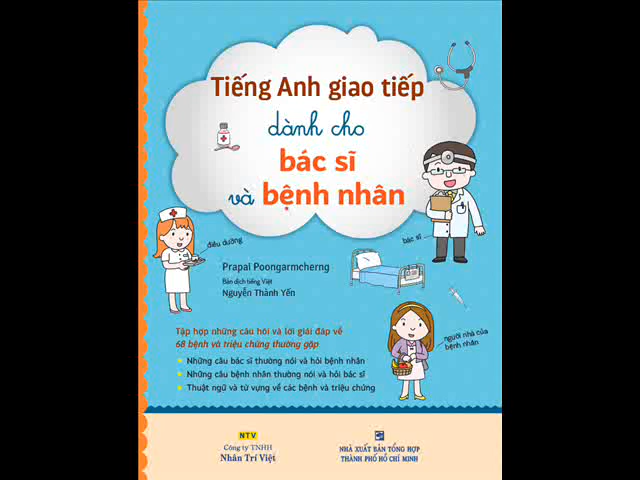 Tiếng Anh giao tiếp
dành cho
bác sĩ
và bệnh nhân
điều dưỡng
bác sĩ
Prapal Poongarmcherng
Bản dịch tiếng Việt
Nguyễn Thành Yến
người nhà của
bệnh nhân
Tập hợp những câu hỏi và lời giải đáp về
68 bệnh và triệu chứng thường gặp
Những câu bác sĩ thường nói và hỏi bệnh nhân
Những câu bệnh nhân thường nói và hỏi bác sĩ
Thuật ngữ và từ vựng về các bệnh và triệu chứng
NTV
Công ty TNHH
Nhân Trí Việt
NHÀ XUẤT BẢN TỔNG HỢP
THÀNH PHỐ HỒ CHÍ MINH